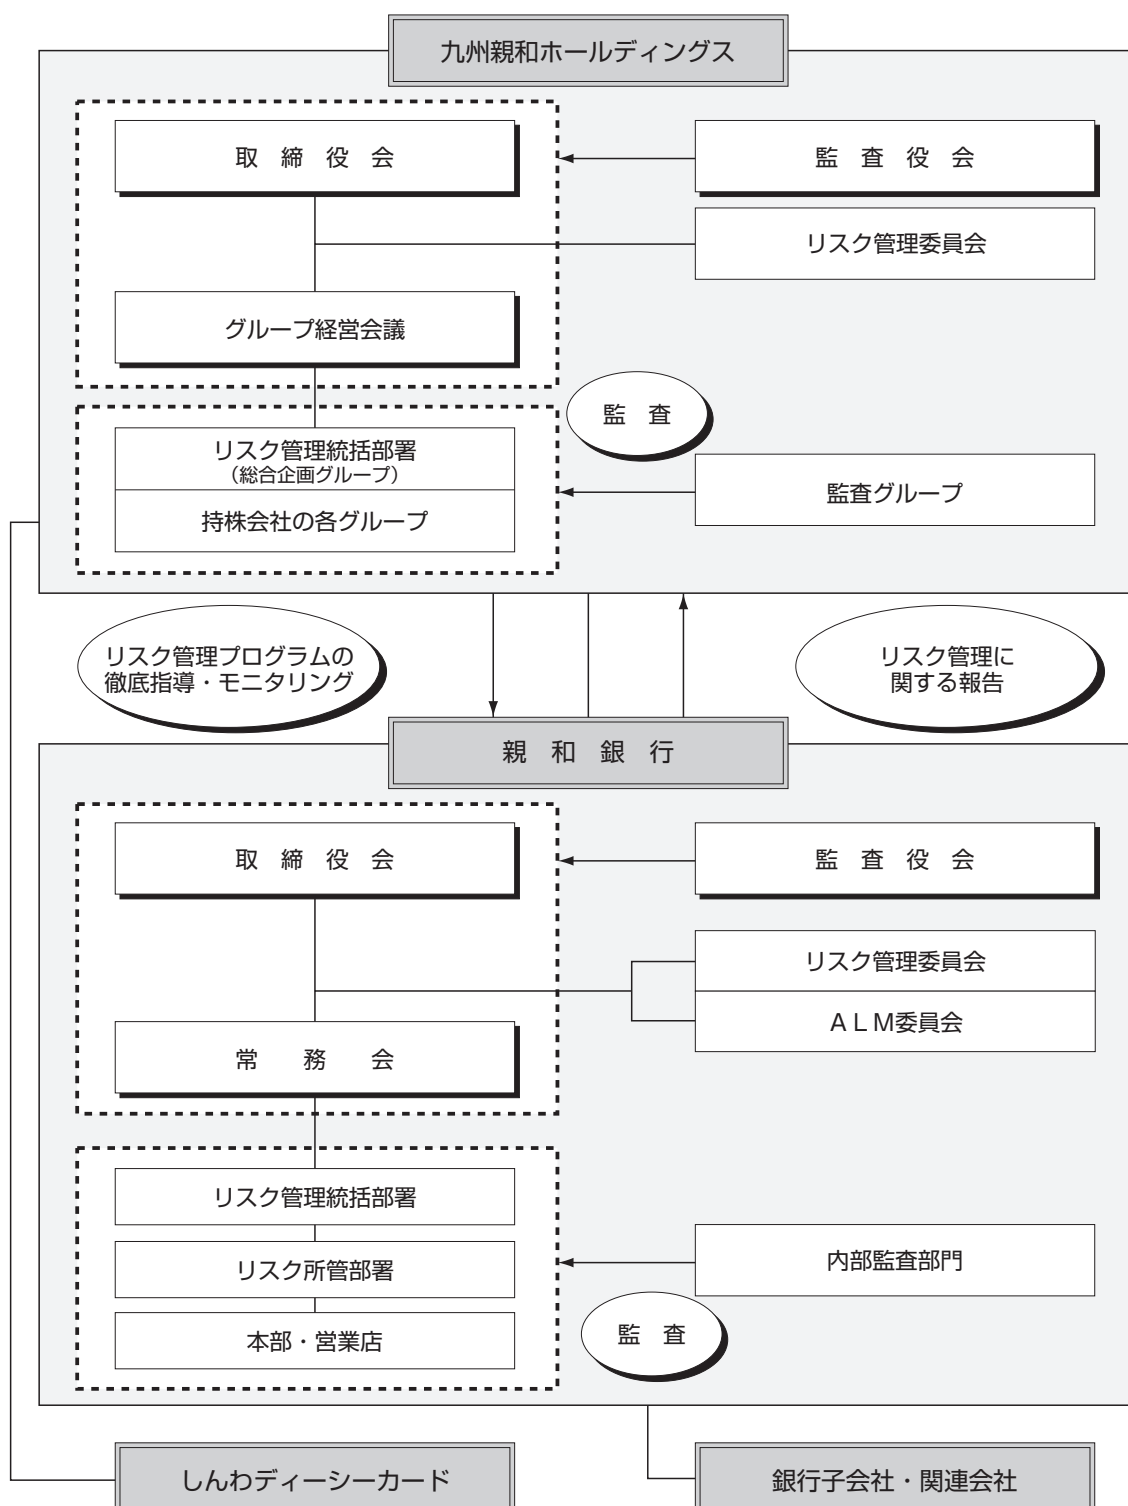 九州親和ホールディングス
取 締 役 会
監 査 役 会
リスク管理委員会
グループ経営会議
監 査
リスク管理統括部署
(総合企画グループ)
持株会社の各グループ
監査グループ
リスク管理プログラムの
徹底指導・モニタリング
リスク管理に
関する報告
親 和 銀 行
取 締 役 会
監 査 役 会
リスク管理委員会
ALM委員会
常 務 会
リスク管理統括部署
リスク所管部署
本部・営業店
内部監査部門
監 査
しんわディーシーカード
銀行子会社・関連会社